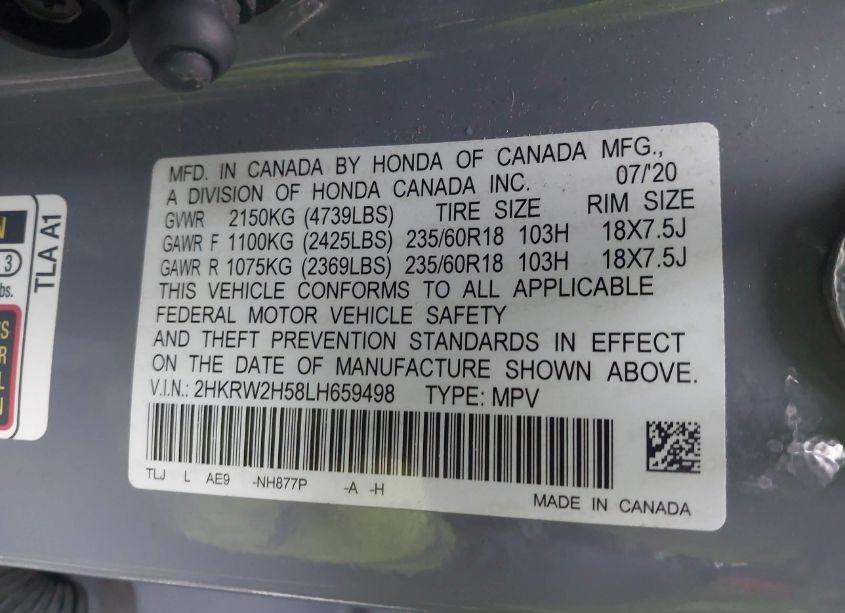 MFD. IN CANADA BY HONDA OF CANADA MFG.,
A DIVISION OF HONDA CANADA INC. 07/'20
GVWR 2150KG (4739LBS) TIRE SIZE RIM SIZE
GAWR F 1100KG (2425LBS) 235/60R18 103H 18X7.5J
GAWR R 1075KG (2369LBS) 235/60R18 103H 18X7.5J
THIS VEHICLE CONFORMS TO ALL APPLICABLE
FEDERAL MOTOR VEHICLE SAFETY
AND THEFT PREVENTION STANDARDS IN EFFECT
ON THE DATE OF MANUFACTURE SHOWN ABOVE.
V.I.N.: 2HKRW2H58LH659498 TYPE: MPV
TLJ L AE9 -NH877P -A -H
MADE IN CANADA
TLA A1
3